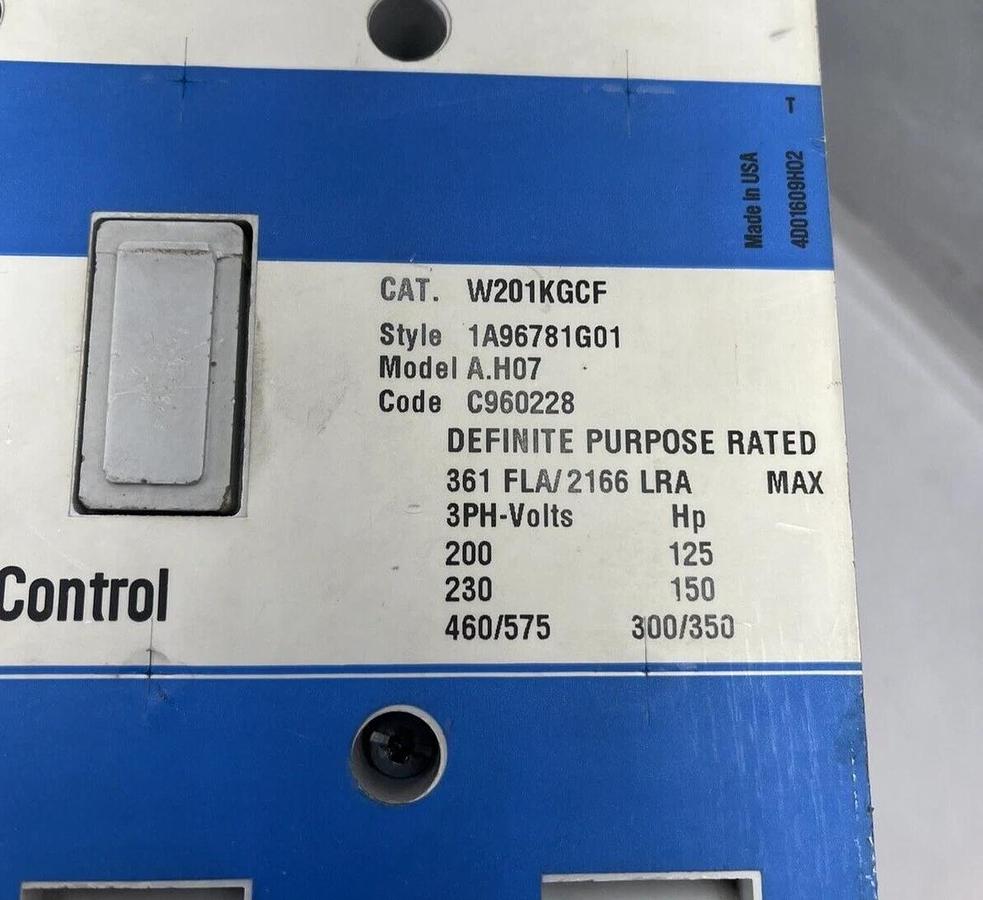 T
Made In USA
4D01609H02
CAT. W201KGCF
Style 1A96781G01
Model A.H07
Code C960228
DEFINITE PURPOSE RATED
361 FLA/2166 LRA MAX
3PH-Volts Hp
200 125
230 150
460/575 300/350
Control